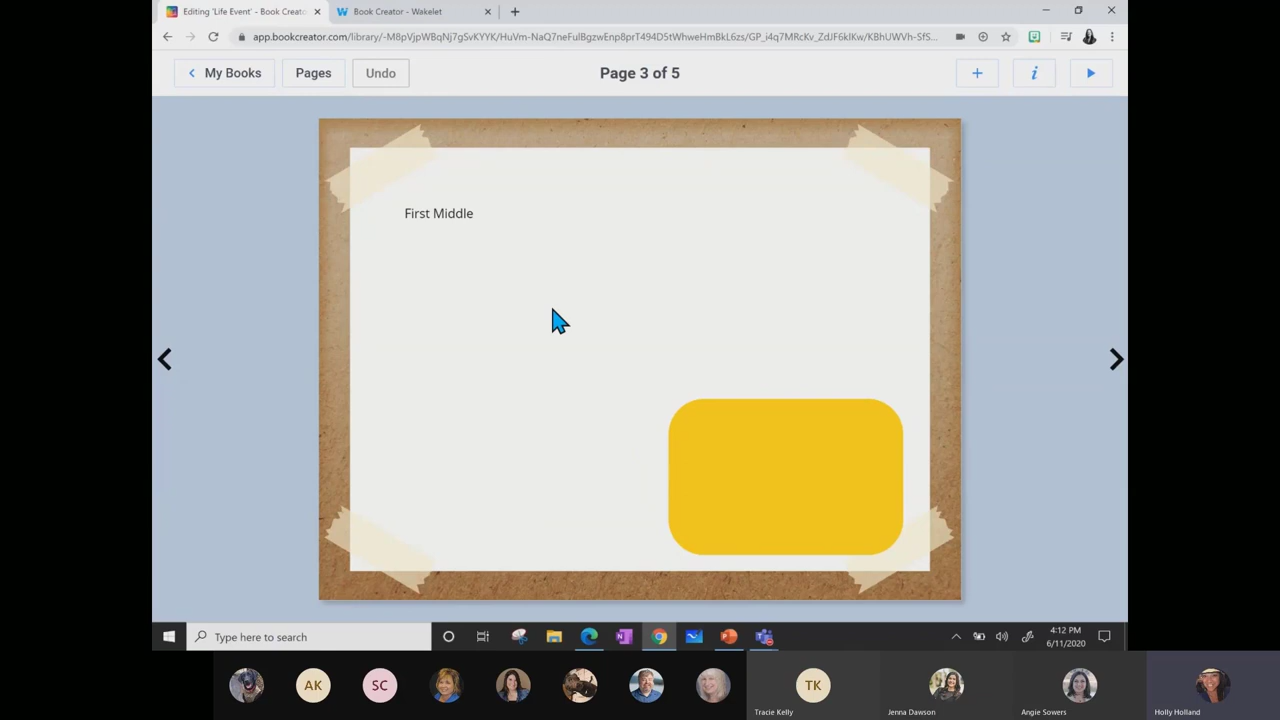 Editing 'Life Event' - Book Creato
Book Creator - Wakelet
app.bookcreator.com/library/-M8pVjpWBqNj7gSvKYYK/HuVm-NaQ7neFulBgzwEnp8prT494D5tWhweHmBkL6zs/GP_i4q7MRcKv_ZdJF6kIKw/KBhUWVh-SfS...
My Books
Pages
Undo
Page 3 of 5
First Middle
Type here to search
4:12 PM
6/11/2020
AK
SC
TK
Tracie Kelly
Jenna Dawson
Angie Sowers
Holly Holland